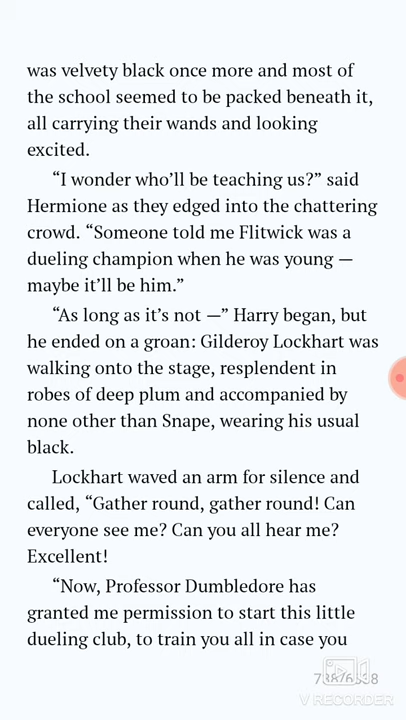 was velvety black once more and most of
the school seemed to be packed beneath it,
all carrying their wands and looking
excited.
“I wonder who’ll be teaching us?” said
Hermione as they edged into the chattering
crowd. “Someone told me Flitwick was a
dueling champion when he was young —
maybe it’ll be him.”
“As long as it’s not —” Harry began, but
he ended on a groan: Gilderoy Lockhart was
walking onto the stage, resplendent in
robes of deep plum and accompanied by
none other than Snape, wearing his usual
black.
Lockhart waved an arm for silence and
called, “Gather round, gather round! Can
everyone see me? Can you all hear me?
Excellent!
“Now, Professor Dumbledore has
granted me permission to start this little
dueling club, to train you all in case you
V RECORDER